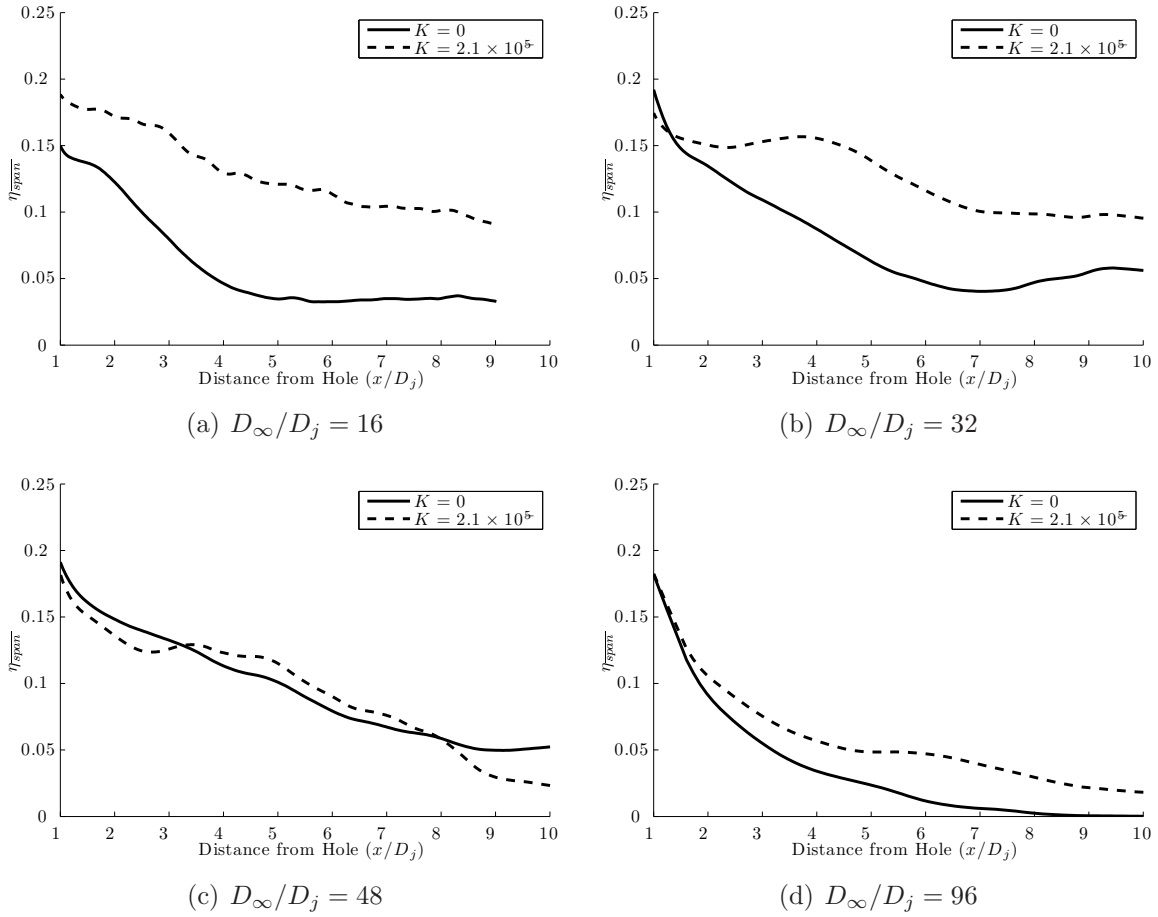 0.25
0.2
0.15
0.1
0.05
0
η_span
1 2 3 4 5 6 7 8 9 10
Distance from Hole (x/D_j)
K = 0
K = 2.1 × 10^5-
(a) D_∞/D_j = 16
0.25
0.2
0.15
0.1
0.05
0
η_span
1 2 3 4 5 6 7 8 9 10
Distance from Hole (x/D_j)
K = 0
K = 2.1 × 10^5-
(b) D_∞/D_j = 32
0.25
0.2
0.15
0.1
0.05
0
η_span
1 2 3 4 5 6 7 8 9 10
Distance from Hole (x/D_j)
K = 0
K = 2.1 × 10^5-
(c) D_∞/D_j = 48
0.25
0.2
0.15
0.1
0.05
0
η_span
1 2 3 4 5 6 7 8 9 10
Distance from Hole (x/D_j)
K = 0
K = 2.1 × 10^5-
(d) D_∞/D_j = 96